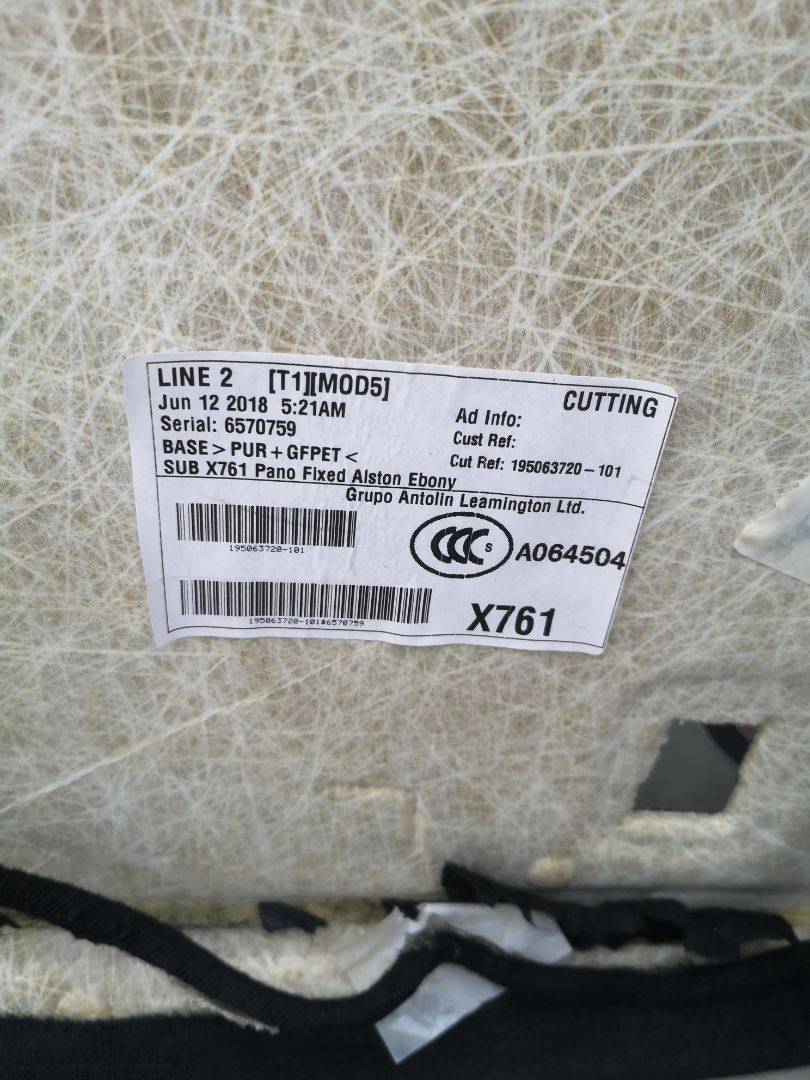 LINE 2 [T1][MOD5] CUTTING
Jun 12 2018 5:21AM
Ad Info:
Serial: 6570759
Cust Ref:
BASE > PUR + GFPET <
Cut Ref: 195063720-101
SUB X761 Pano Fixed Alston Ebony
Grupo Antolin Leamington Ltd.
195063720-101
CCC S A064504
195063720-101$6570759
X761